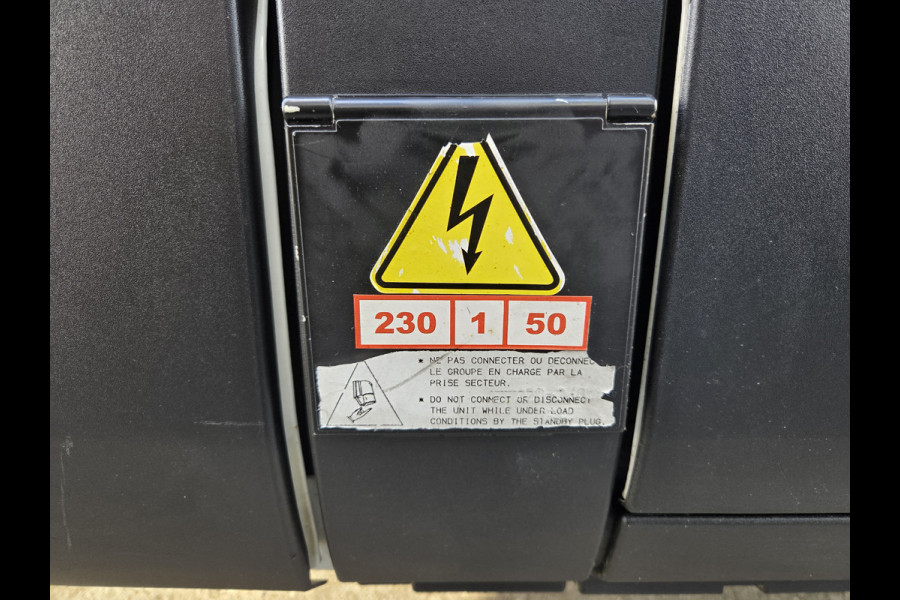 230 1 50
* NE PAS CONNECTER OU DECONNEC
LE GROUPE EN CHARGE PAR LA
PRISE SECTEUR.
* DO NOT CONNECT OR DISCONNECT
THE UNIT WHILE UNDER LOAD
CONDITIONS BY THE STANDBY PLUG.